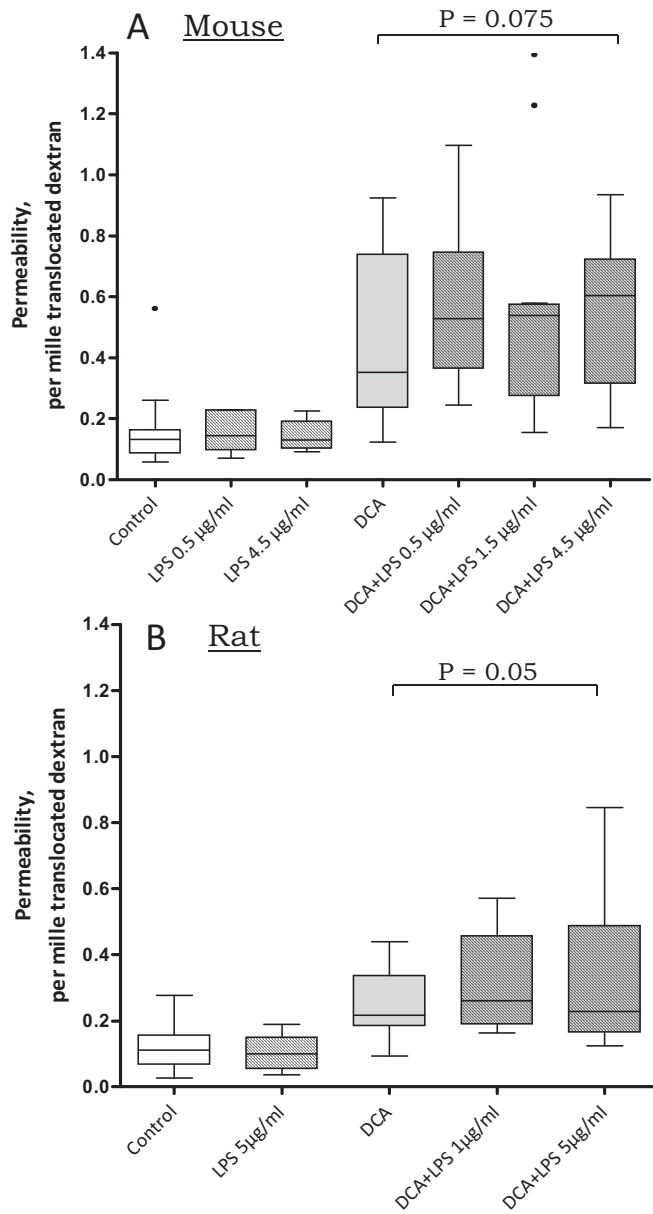 A Mouse
P = 0.075
Permeability,
per mille translocated dextran
1.4
1.2
1.0
0.8
0.6
0.4
0.2
0.0
Control
LPS 0.5 µg/ml
LPS 4.5 µg/ml
DCA
DCA+LPS 0.5 µg/ml
DCA+LPS 1.5 µg/ml
DCA+LPS 4.5 µg/ml
B Rat
P = 0.05
Permeability,
per mille translocated dextran
1.4
1.2
1.0
0.8
0.6
0.4
0.2
0.0
Control
LPS 5µg/ml
DCA
DCA+LPS 1µg/ml
DCA+LPS 5µg/ml